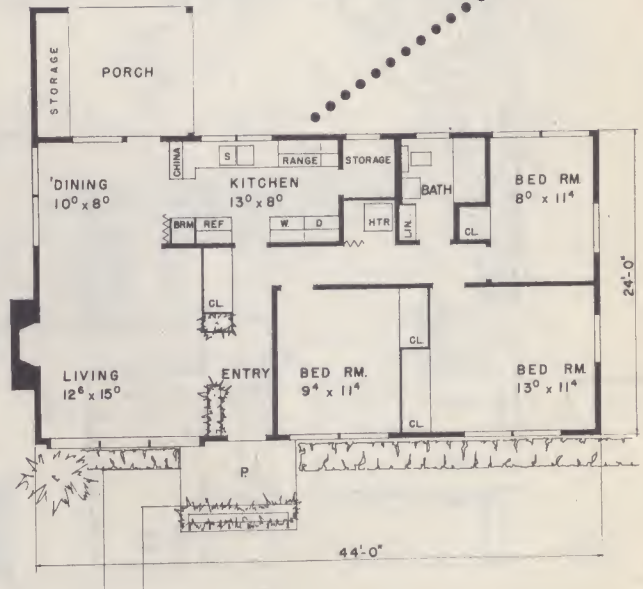 STORAGE
PORCH
CHINA
S
RANGE
STORAGE
DINING
10⁰ x 8⁰
KITCHEN
13⁰ x 8⁰
BATH
BED RM.
8⁰ x 11⁴
BRM
REF
W.
D
HTR
LIN.
CL.
24'-0"
CL.
CL.
LIVING
12⁶ x 15⁰
ENTRY
BED RM.
9⁴ x 11⁴
BED RM.
13⁰ x 11⁴
CL.
P.
44'-0"